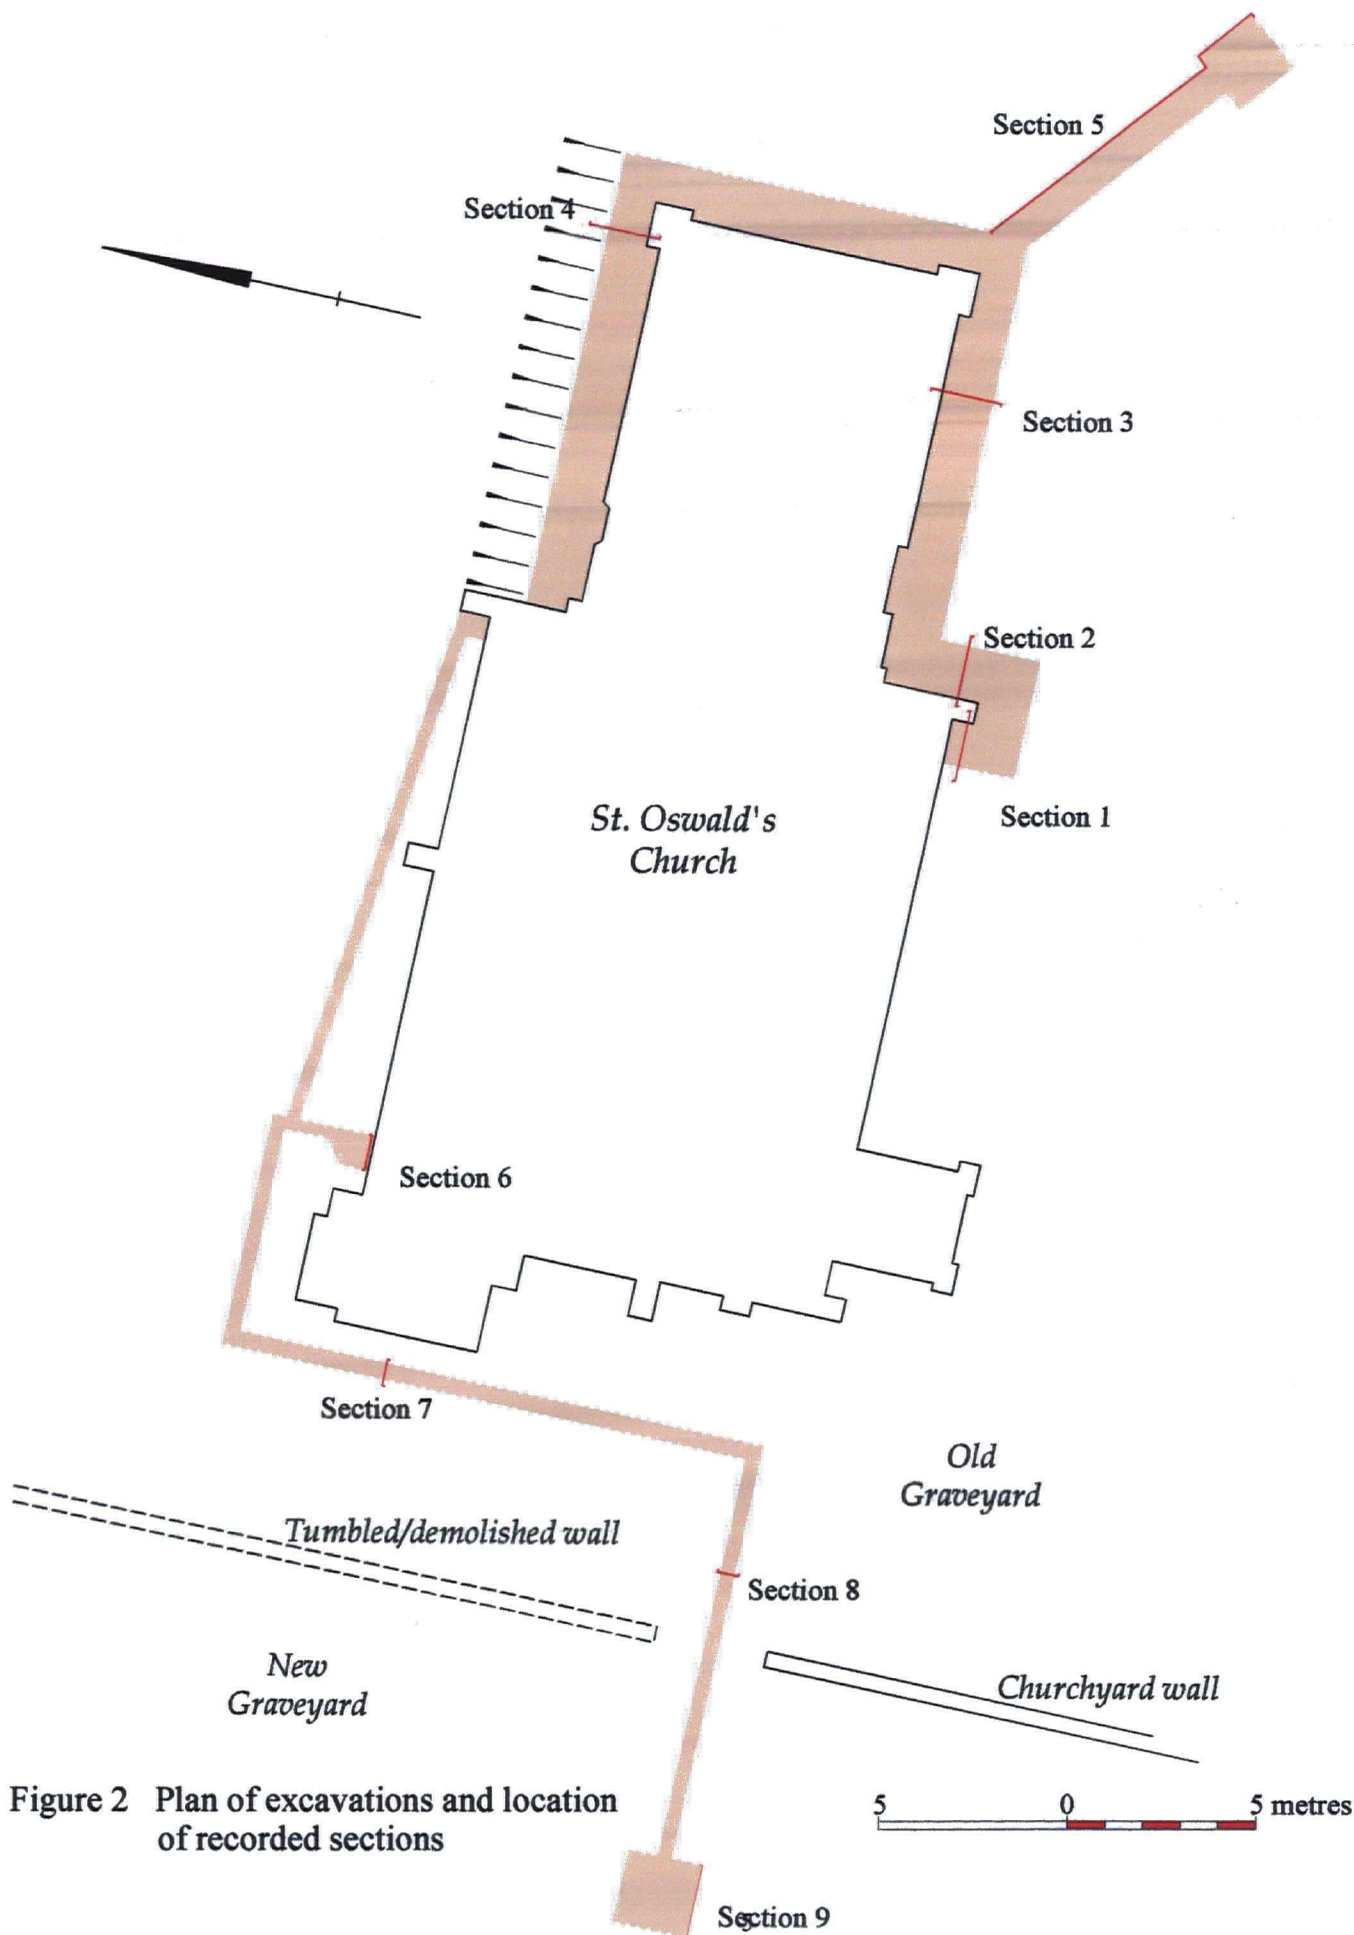 Section 5
Section 4
Section 3
Section 2
Section 1
St. Oswald's
Church
Section 6
Section 7
Old
Graveyard
Tumbled/demolished wall
Section 8
New
Graveyard
Churchyard wall
Figure 2 Plan of excavations and location
of recorded sections
5 0 5 metres
Section 9
5